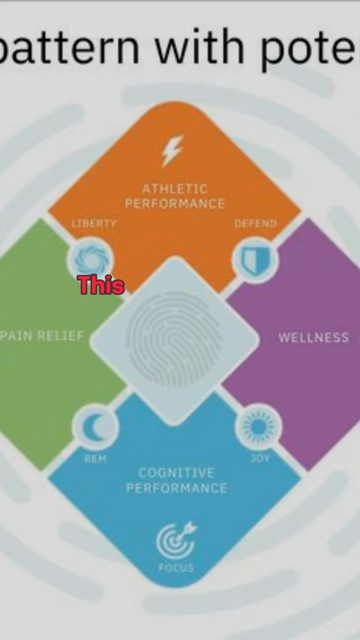 pattern with pote
ATHLETIC
PERFORMANCE
LIBERTY
DEFEND
This
PAIN RELIEF
WELLNESS
REM
JOY
COGNITIVE
PERFORMANCE
FOCUS